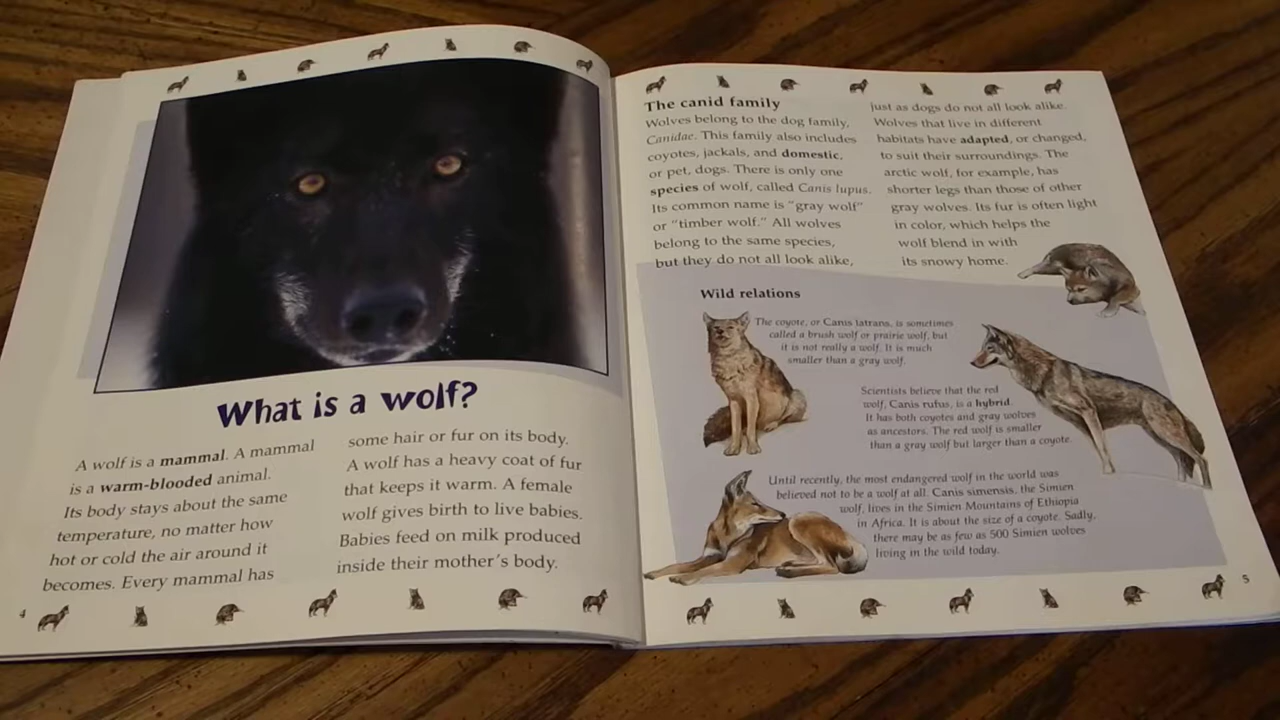 What is a wolf?
A wolf is a mammal. A mammal
is a warm-blooded animal.
Its body stays about the same
temperature, no matter how
hot or cold the air around it
becomes. Every mammal has
some hair or fur on its body.
A wolf has a heavy coat of fur
that keeps it warm. A female
wolf gives birth to live babies.
Babies feed on milk produced
inside their mother's body.
4
The canid family
Wolves belong to the dog family,
Canidae. This family also includes
coyotes, jackals, and domestic,
or pet, dogs. There is only one
species of wolf, called Canis lupus.
Its common name is "gray wolf"
or "timber wolf." All wolves
belong to the same species,
but they do not all look alike,
just as dogs do not all look alike.
Wolves that live in different
habitats have adapted, or changed,
to suit their surroundings. The
arctic wolf, for example, has
shorter legs than those of other
gray wolves. Its fur is often light
in color, which helps the
wolf blend in with
its snowy home.
Wild relations
The coyote, or Canis latrans, is sometimes
called a brush wolf or prairie wolf, but
it is not really a wolf. It is much
smaller than a gray wolf.
Scientists believe that the red
wolf, Canis rufus, is a hybrid.
It has both coyotes and gray wolves
as ancestors. The red wolf is smaller
than a gray wolf but larger than a coyote.
Until recently, the most endangered wolf in the world was
believed not to be a wolf at all. Canis simensis, the Simien
wolf, lives in the Simien Mountains of Ethiopia
in Africa. It is about the size of a coyote. Sadly,
there may be as few as 500 Simien wolves
living in the wild today.
5